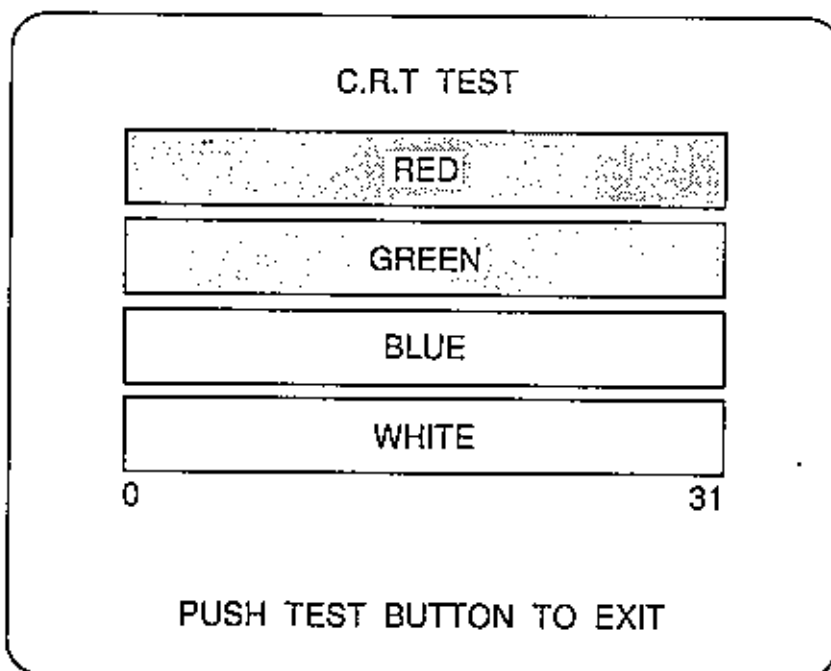 C.R.T TEST
RED
GREEN
BLUE
WHITE
0 31
PUSH TEST BUTTON TO EXIT